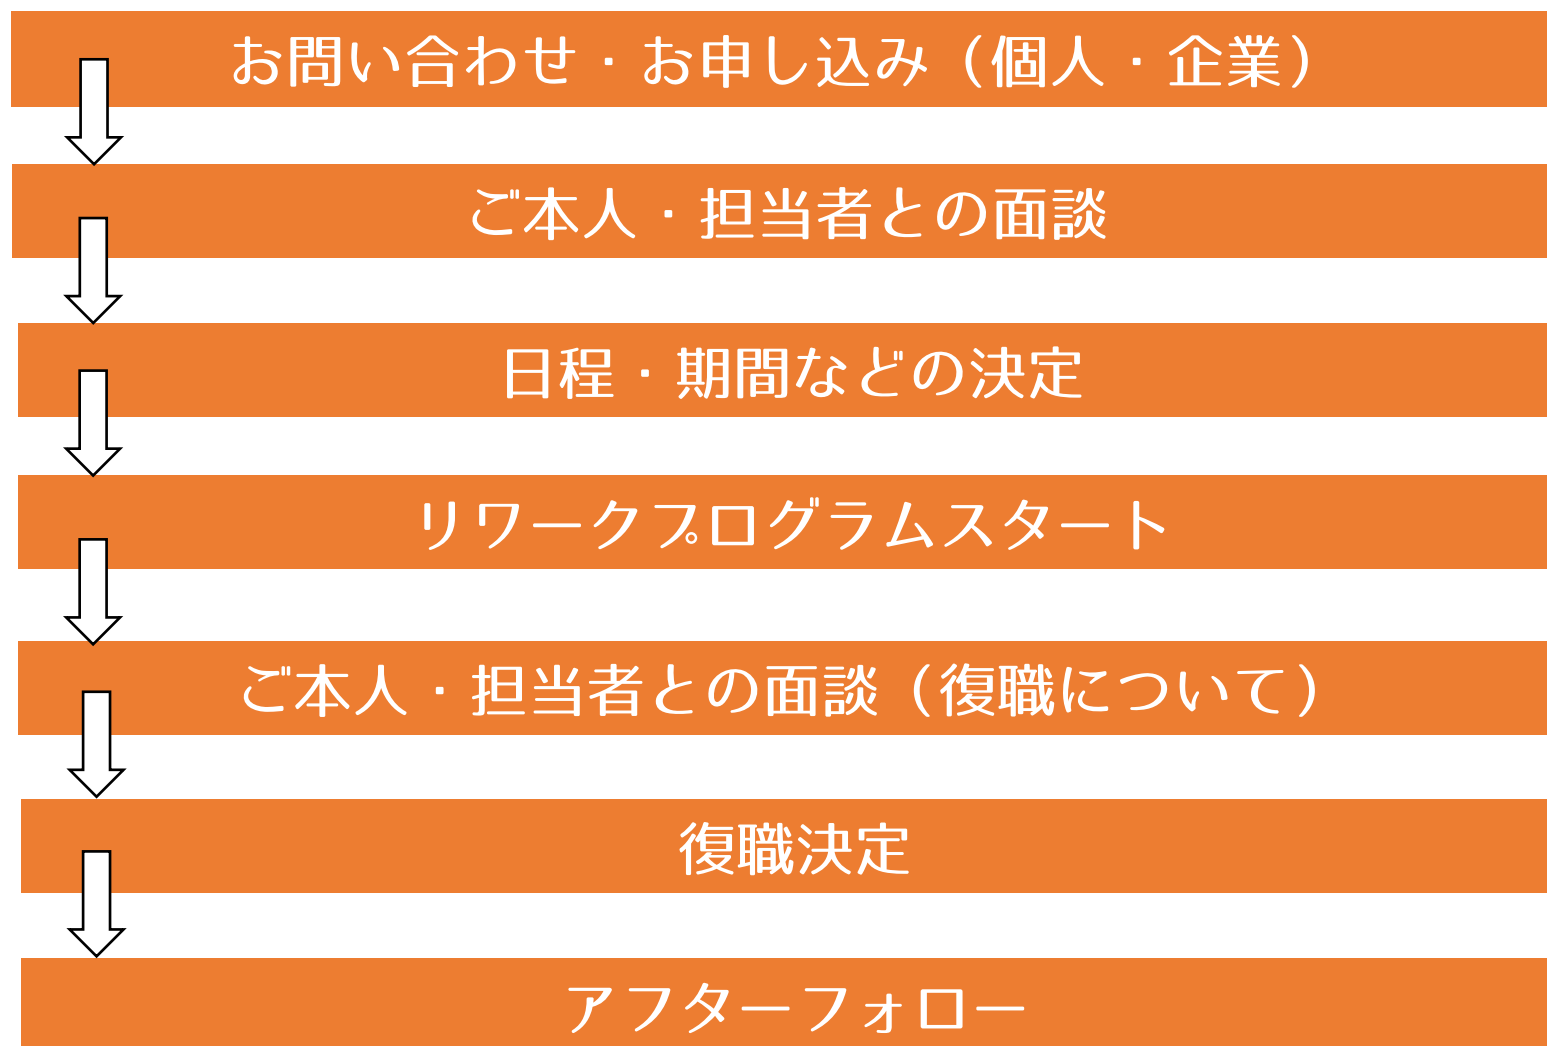 お問い合わせ・お申し込み（個人・企業）
ご本人・担当者との面談
日程・期間などの決定
リワークプログラムスタート
ご本人・担当者との面談（復職について）
復職決定
アフターフォロー